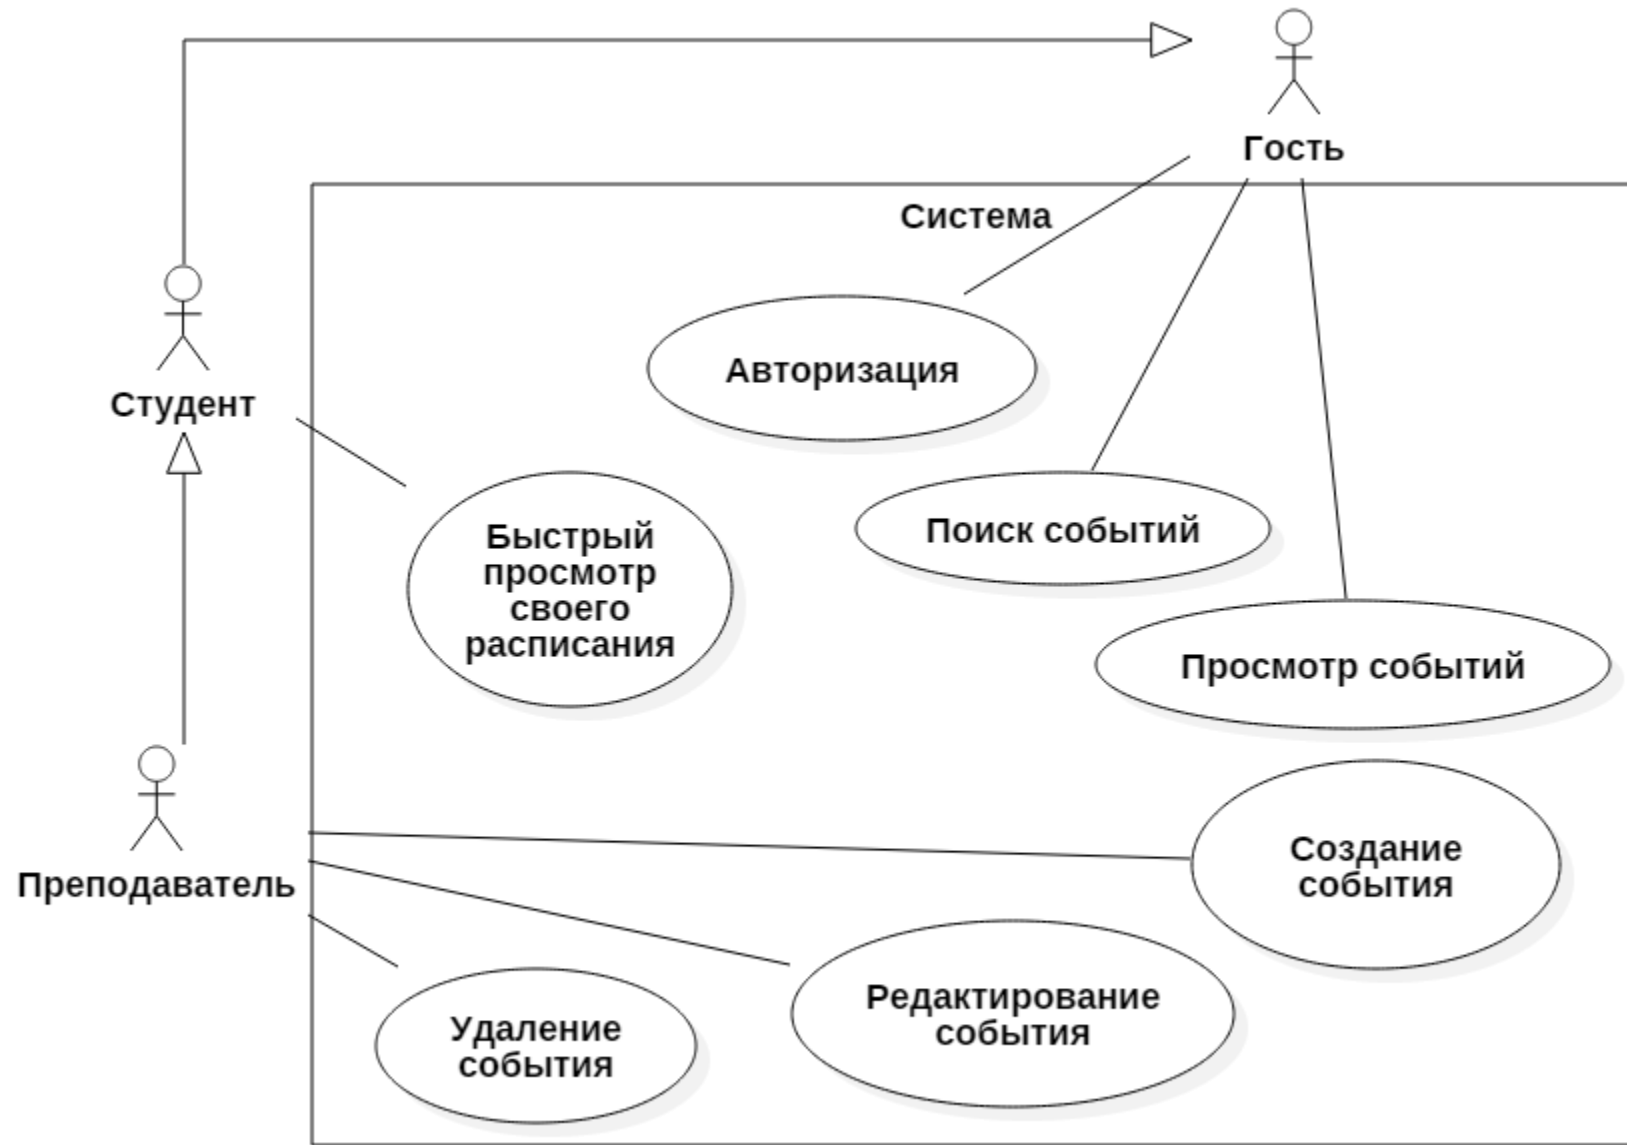 Гость
Система
Авторизация
Студент
Поиск событий
Быстрый
просмотр
своего
расписания
Просмотр событий
Создание
события
Преподаватель
Редактирование
события
Удаление
события